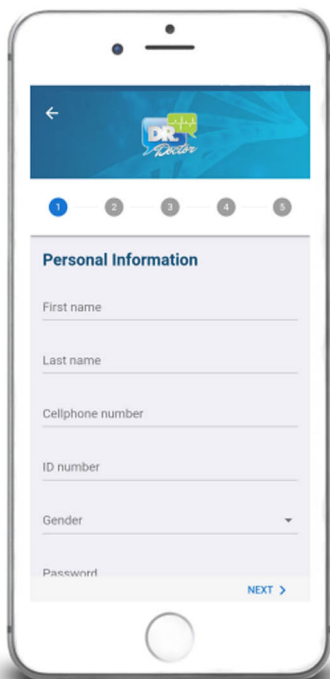 DR.
Doctor
1 2 3 4 5
Personal Information
First name
Last name
Cellphone number
ID number
Gender
Password
NEXT